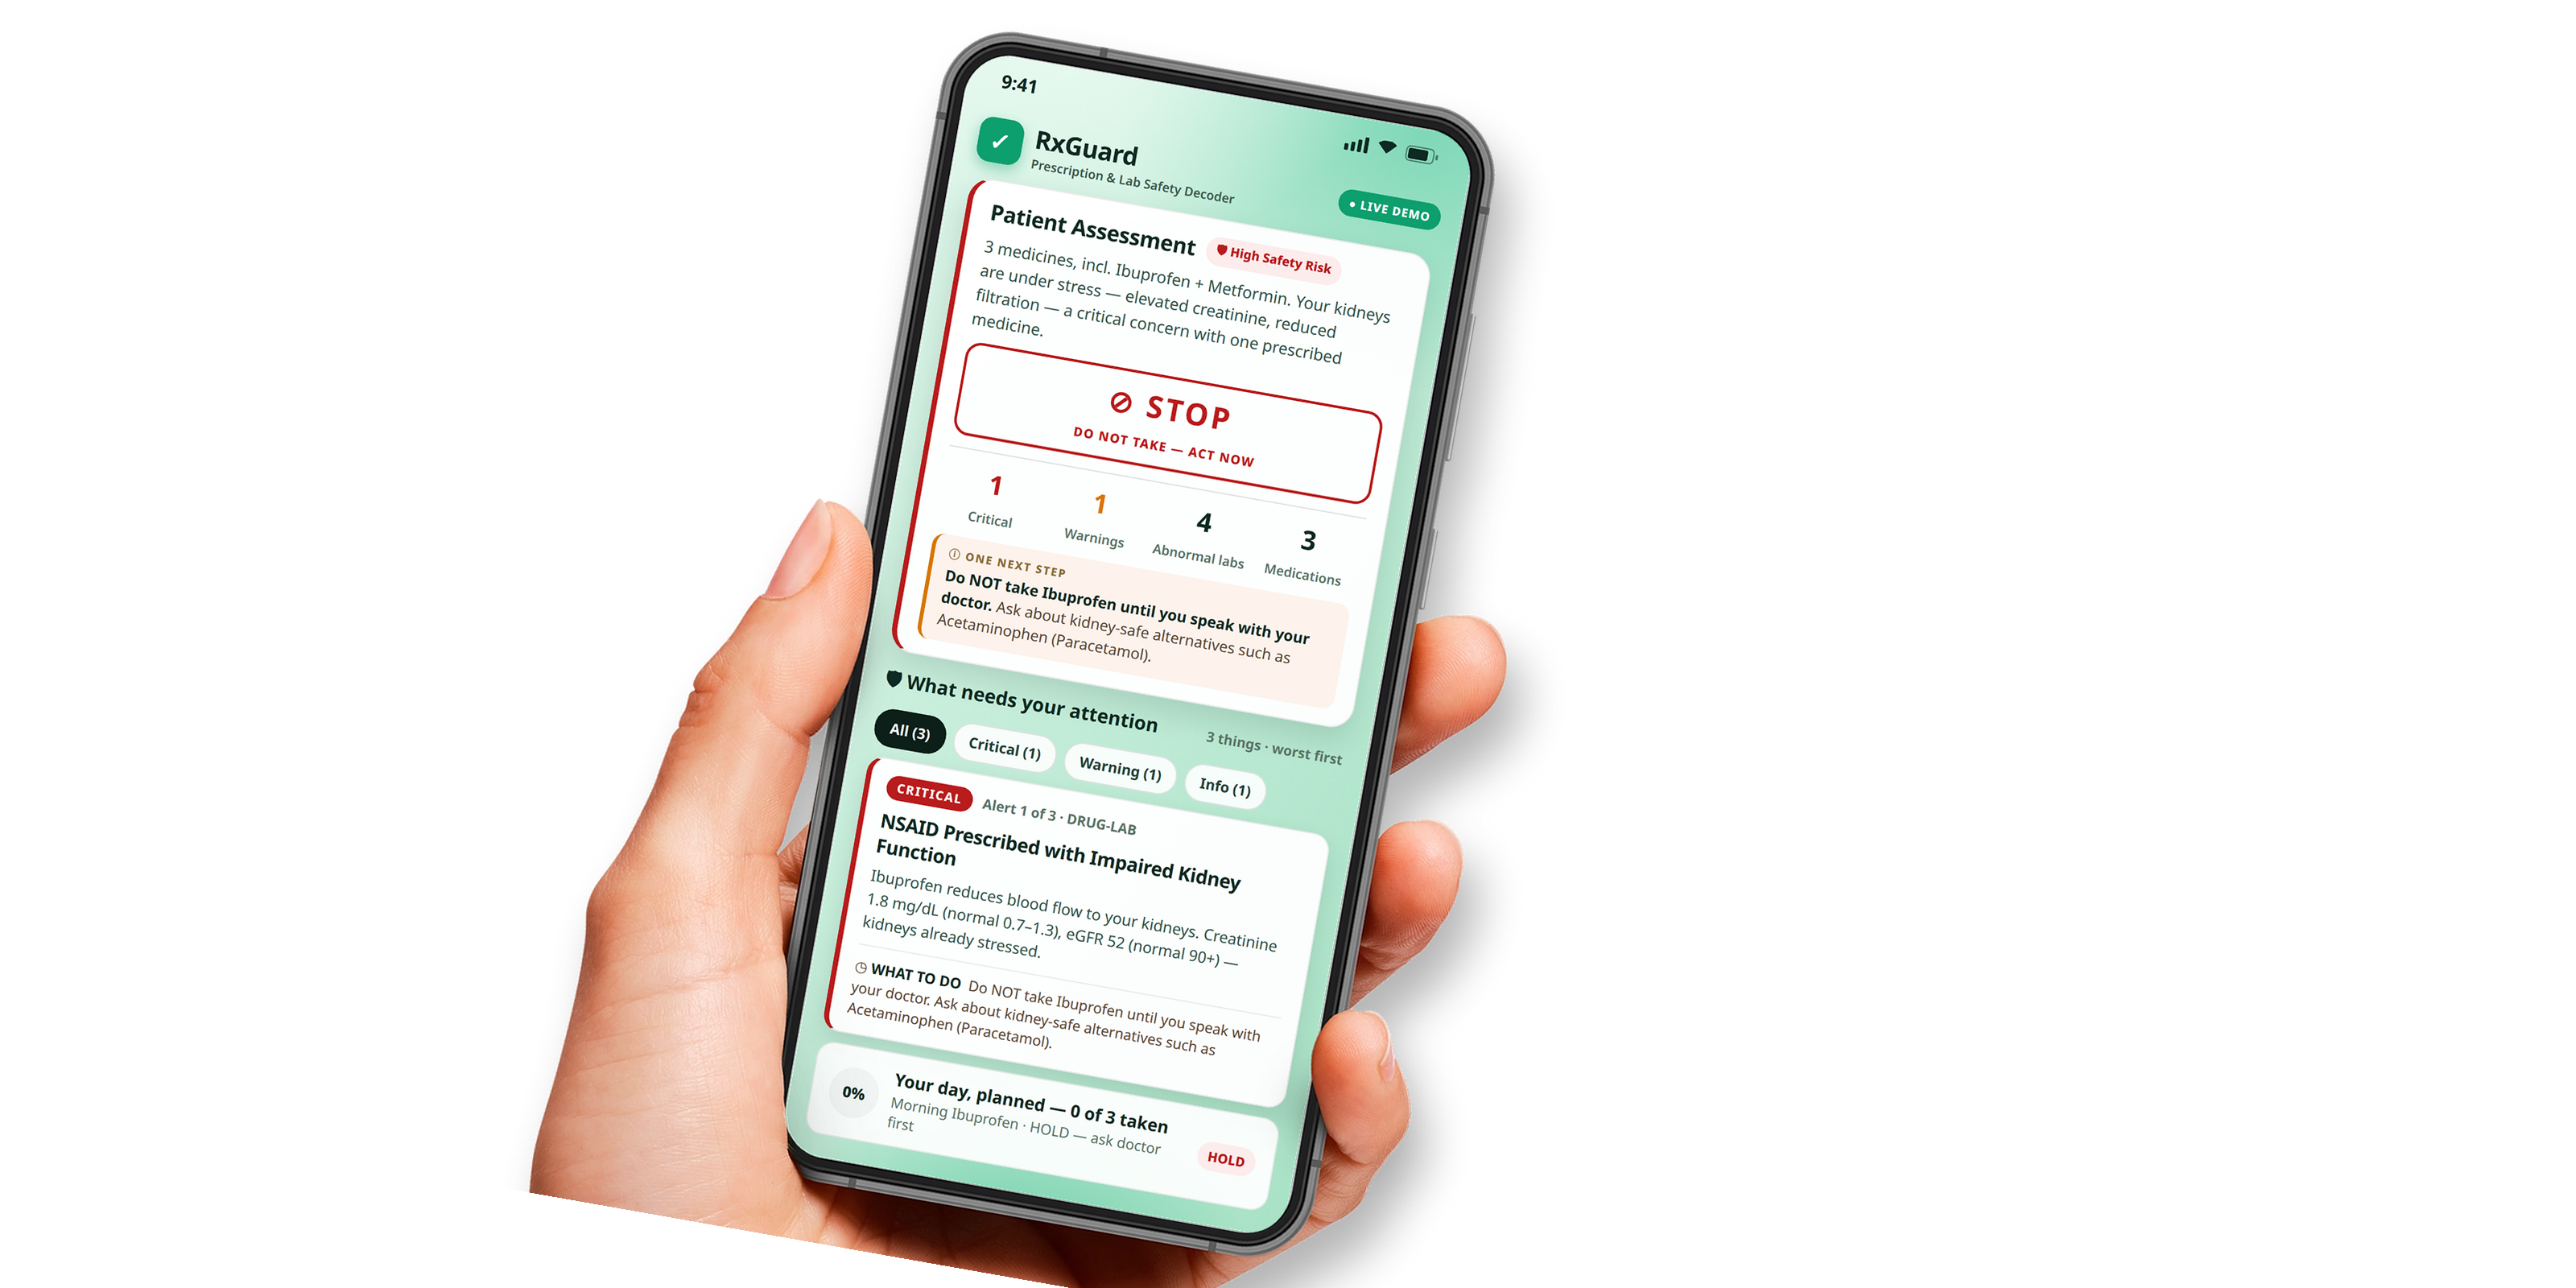 9:41
✓
RxGuard
Prescription & Lab Safety Decoder
• LIVE DEMO
Patient Assessment
High Safety Risk
3 medicines, incl. Ibuprofen + Metformin. Your kidneys
are under stress — elevated creatinine, reduced
filtration — a critical concern with one prescribed
medicine.
⊘ STOP
DO NOT TAKE — ACT NOW
1
Critical
1
Warnings
4
Abnormal labs
3
Medications
ⓘ ONE NEXT STEP
Do NOT take Ibuprofen until you speak with your
doctor. Ask about kidney-safe alternatives such as
Acetaminophen (Paracetamol).
What needs your attention
3 things · worst first
All (3)
Critical (1)
Warning (1)
Info (1)
CRITICAL
Alert 1 of 3 · DRUG-LAB
NSAID Prescribed with Impaired Kidney
Function
Ibuprofen reduces blood flow to your kidneys. Creatinine
1.8 mg/dL (normal 0.7–1.3), eGFR 52 (normal 90+) —
kidneys already stressed.
◷ WHAT TO DO Do NOT take Ibuprofen until you speak with
your doctor. Ask about kidney-safe alternatives such as
Acetaminophen (Paracetamol).
0%
Your day, planned — 0 of 3 taken
Morning Ibuprofen · HOLD — ask doctor
first
HOLD